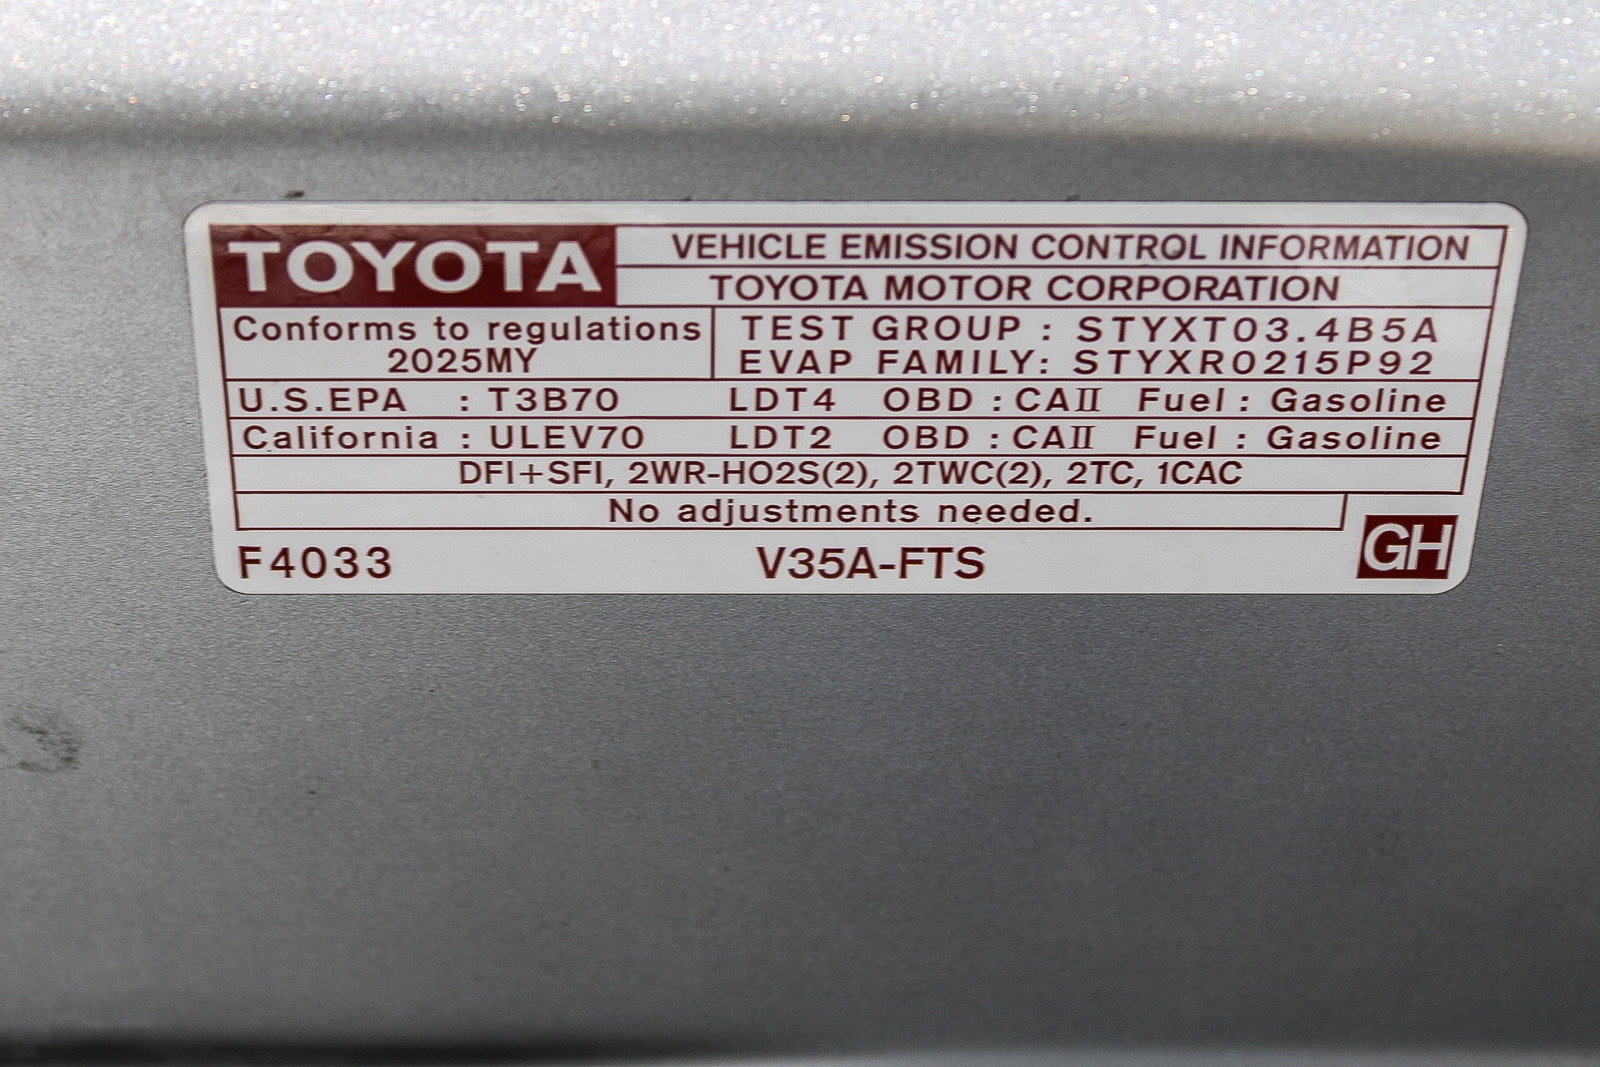 TOYOTA
VEHICLE EMISSION CONTROL INFORMATION
TOYOTA MOTOR CORPORATION
Conforms to regulations
2025MY
TEST GROUP : STYXT03.4B5A
EVAP FAMILY: STYXR0215P92
U.S.EPA : T3B70 LDT4 OBD : CAII Fuel : Gasoline
California : ULEV70 LDT2 OBD : CAII Fuel : Gasoline
DFI+SFI, 2WR-HO2S(2), 2TWC(2), 2TC, 1CAC
No adjustments needed.
F4033 V35A-FTS GH